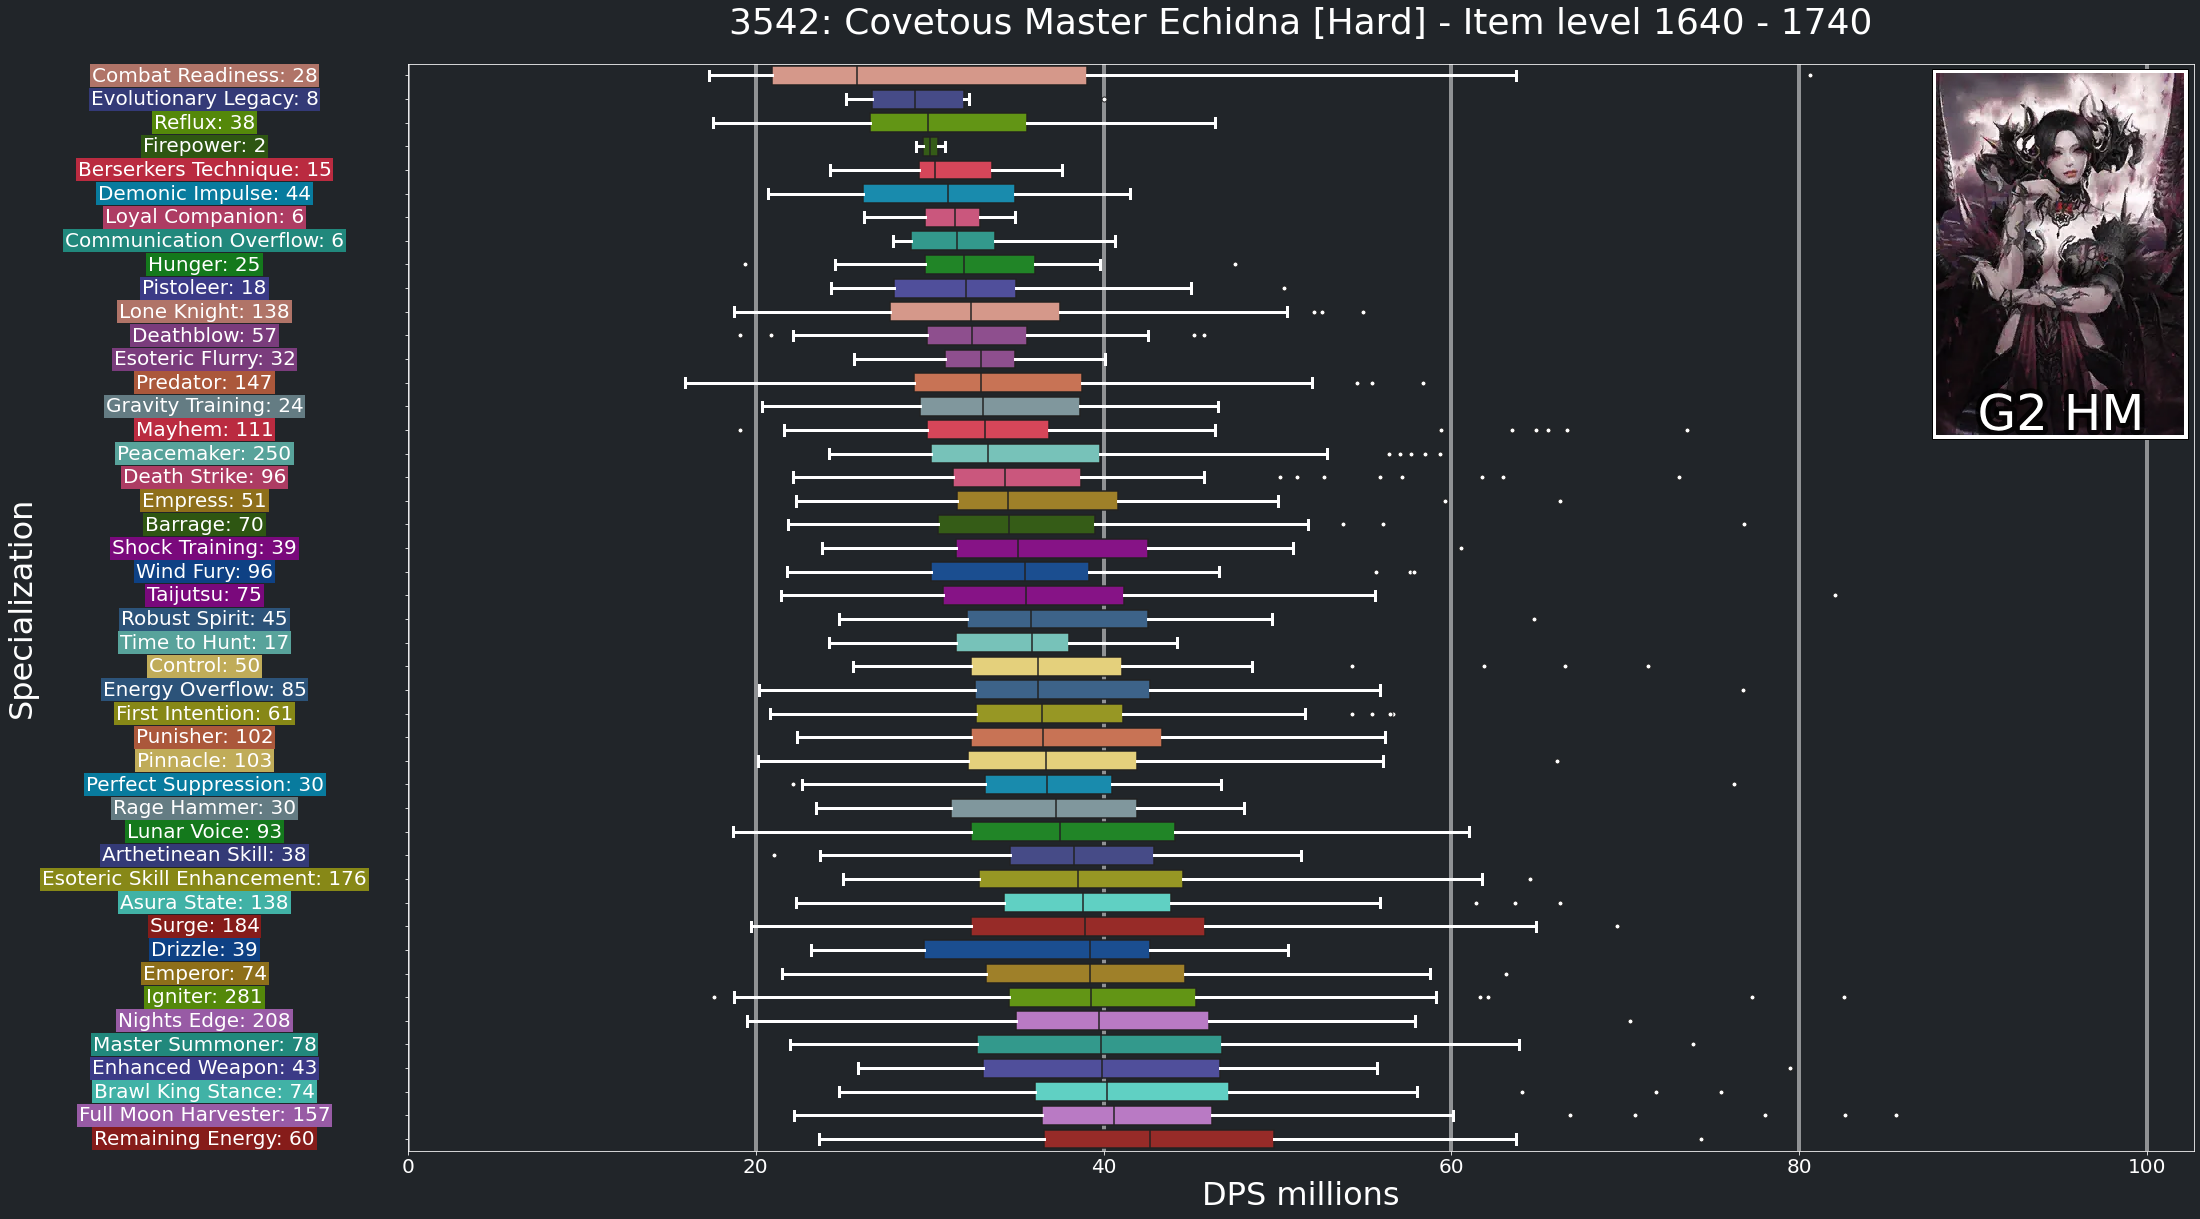 3542: Covetous Master Echidna [Hard] - Item level 1640 - 1740
Combat Readiness: 28
Evolutionary Legacy: 8
Reflux: 38
Firepower: 2
Berserkers Technique: 15
Demonic Impulse: 44
Loyal Companion: 6
Communication Overflow: 6
Hunger: 25
Pistoleer: 18
Lone Knight: 138
Deathblow: 57
Esoteric Flurry: 32
Predator: 147
Gravity Training: 24
Mayhem: 111
Peacemaker: 250
Death Strike: 96
Empress: 51
Barrage: 70
Shock Training: 39
Wind Fury: 96
Taijutsu: 75
Robust Spirit: 45
Time to Hunt: 17
Control: 50
Energy Overflow: 85
First Intention: 61
Punisher: 102
Pinnacle: 103
Perfect Suppression: 30
Rage Hammer: 30
Lunar Voice: 93
Arthetinean Skill: 38
Esoteric Skill Enhancement: 176
Asura State: 138
Surge: 184
Drizzle: 39
Emperor: 74
Igniter: 281
Nights Edge: 208
Master Summoner: 78
Enhanced Weapon: 43
Brawl King Stance: 74
Full Moon Harvester: 157
Remaining Energy: 60
Specialization
G2 HM
0 20 40 60 80 100
DPS millions